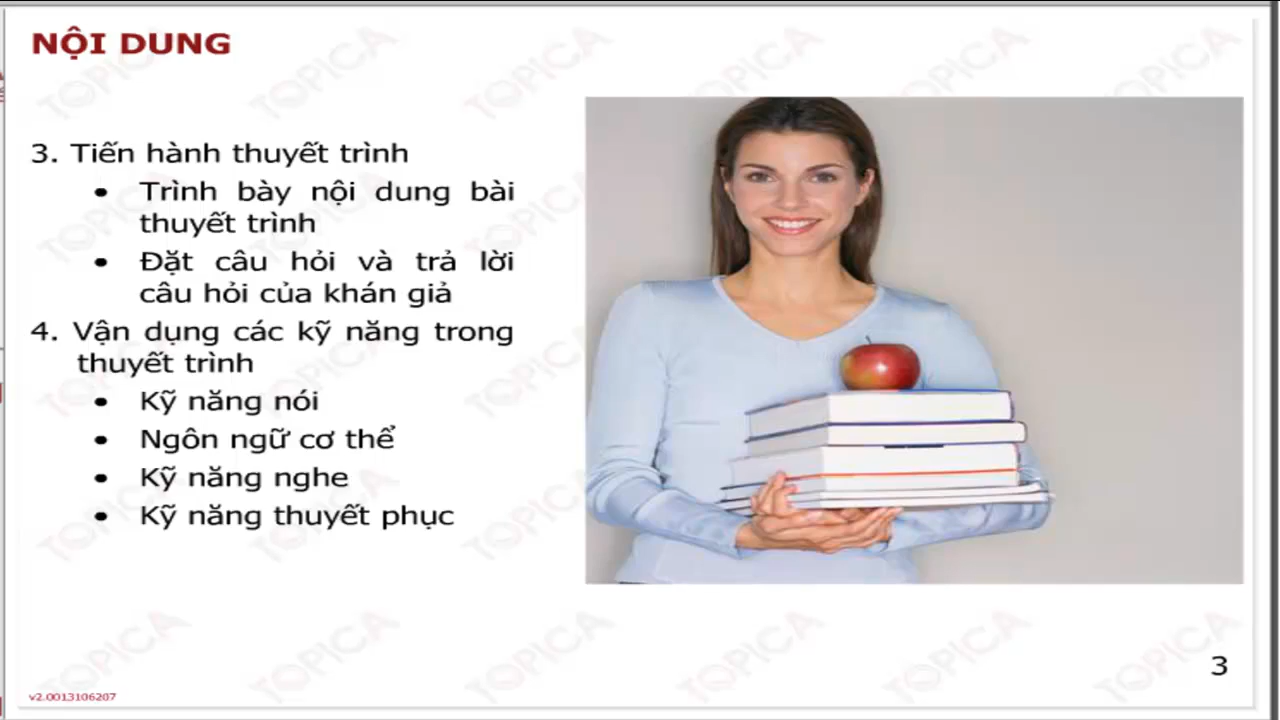 NỘI DUNG
3. Tiến hành thuyết trình
• Trình bày nội dung bài
thuyết trình
• Đặt câu hỏi và trả lời
câu hỏi của khán giả
4. Vận dụng các kỹ năng trong
thuyết trình
• Kỹ năng nói
• Ngôn ngữ cơ thể
• Kỹ năng nghe
• Kỹ năng thuyết phục
3
v2.0013106207
TOPICA